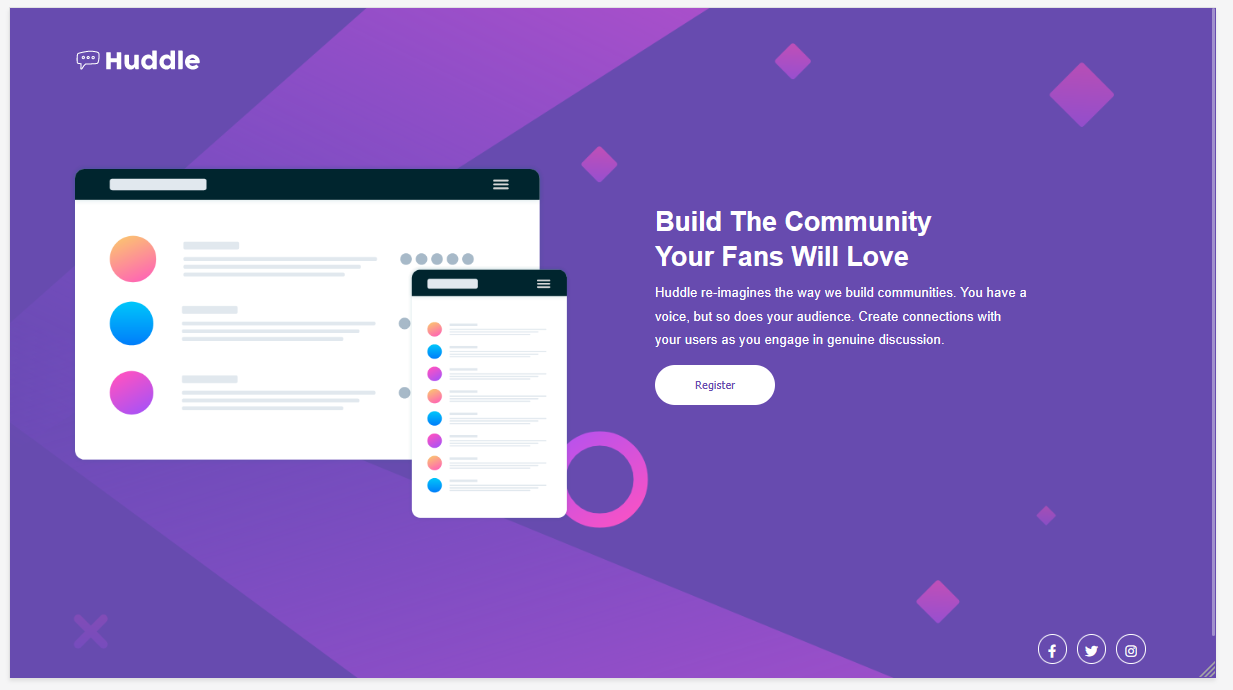 Huddle
Build The Community
Your Fans Will Love
Huddle re-imagines the way we build communities. You have a
voice, but so does your audience. Create connections with
your users as you engage in genuine discussion.
Register